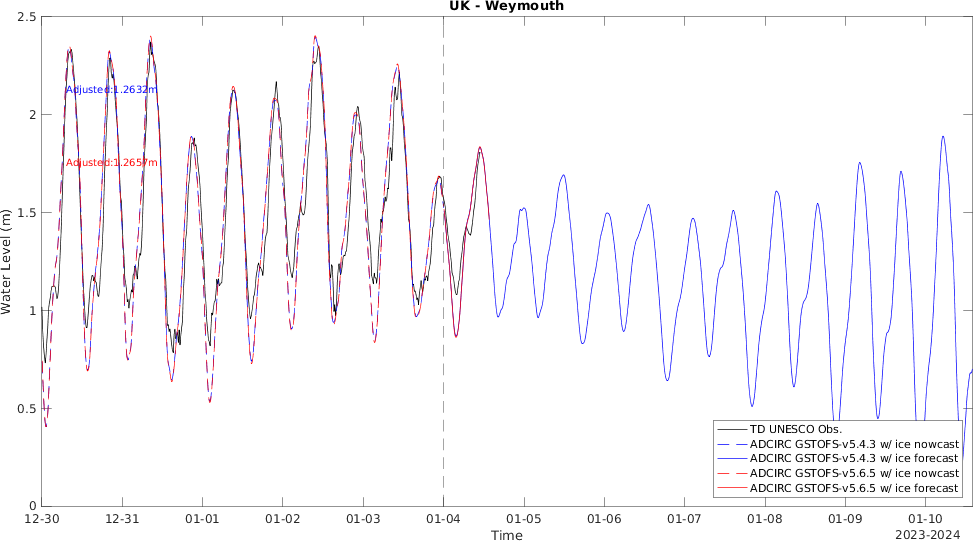 UK - Weymouth
2.5
2
1.5
1
0.5
0
Water Level (m)
Adjusted:1.2632m
Adjusted:1.2657m
TD UNESCO Obs.
ADCIRC GSTOFS-v5.4.3 w/ ice nowcast
ADCIRC GSTOFS-v5.4.3 w/ ice forecast
ADCIRC GSTOFS-v5.6.5 w/ ice nowcast
ADCIRC GSTOFS-v5.6.5 w/ ice forecast
12-30 12-31 01-01 01-02 01-03 01-04 01-05 01-06 01-07 01-08 01-09 01-10
Time
2023-2024